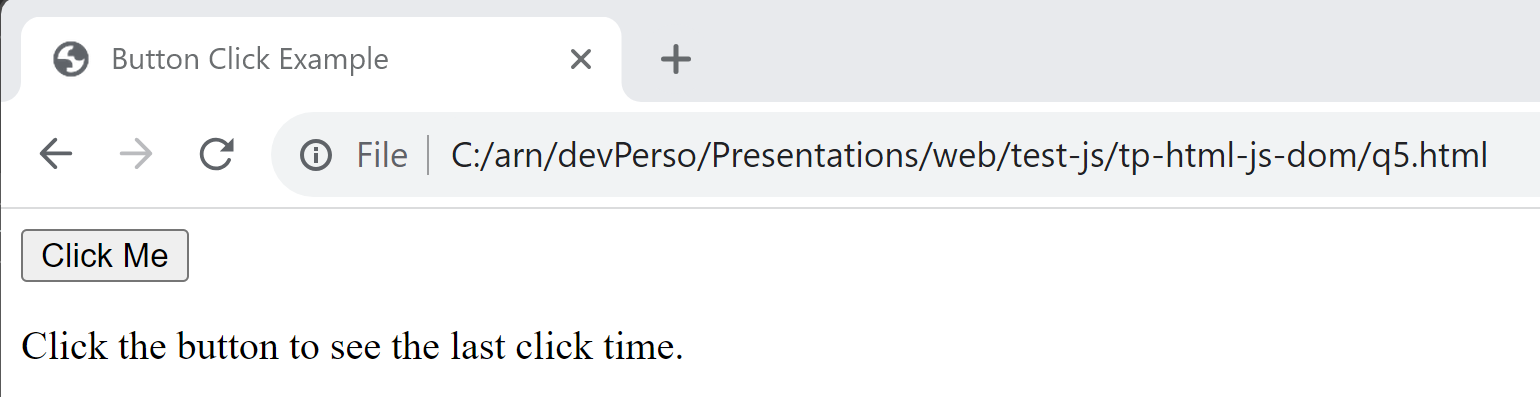 Button Click Example
File C:/arn/devPerso/Presentations/web/test-js/tp-html-js-dom/q5.html
Click Me
Click the button to see the last click time.